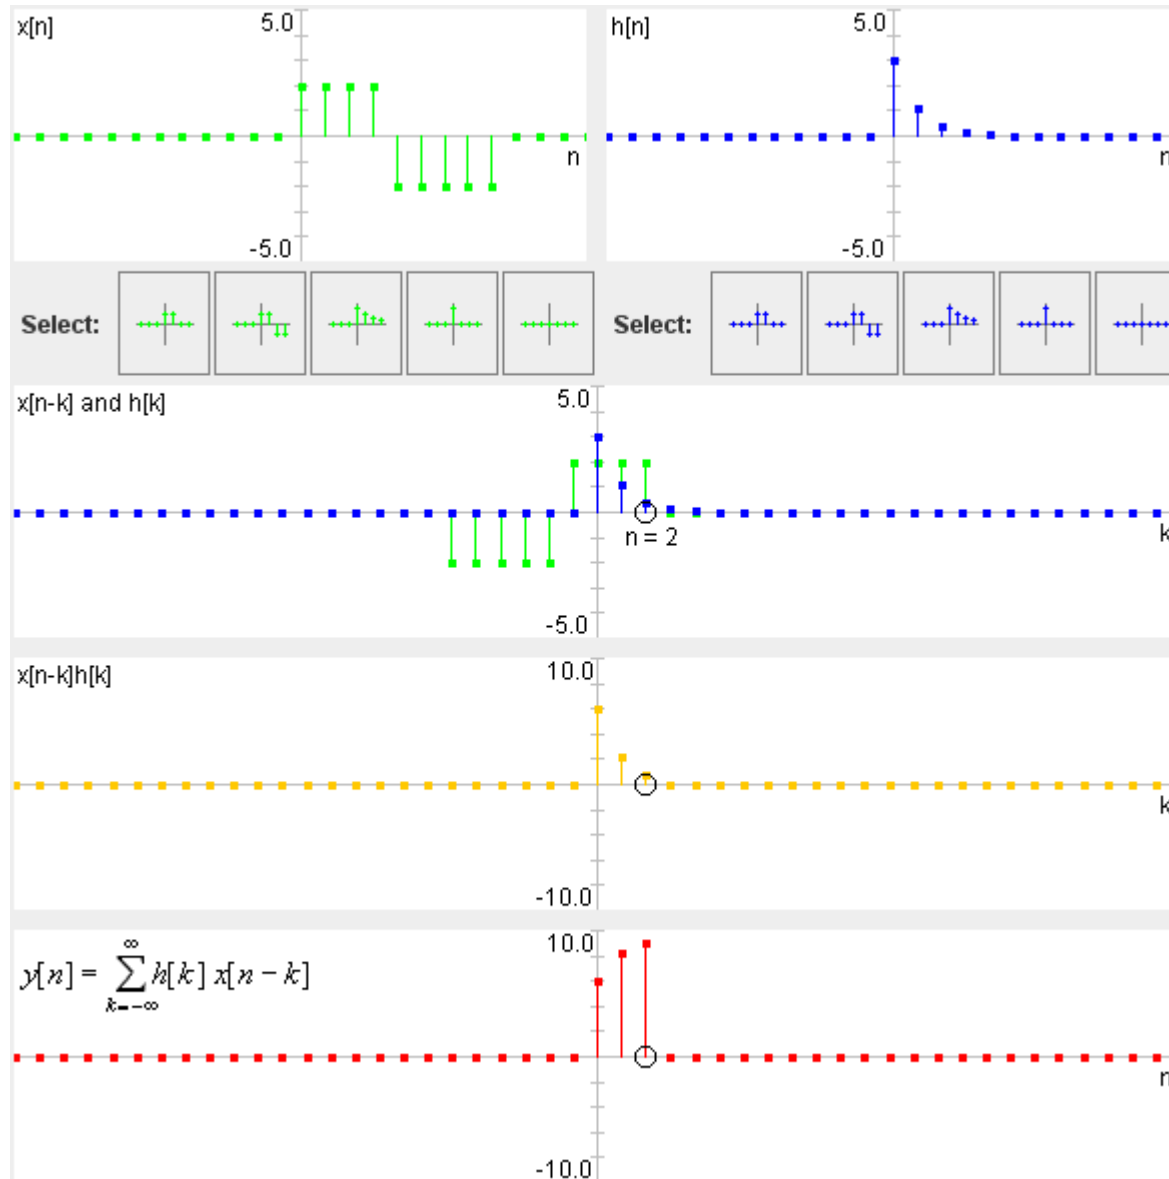 x[n]
5.0
n
-5.0
h[n]
5.0
n
-5.0
Select:
Select:
x[n-k] and h[k]
5.0
n = 2
k
-5.0
x[n-k]h[k]
10.0
k
-10.0
10.0
y[n] = ∑ h[k] x[n − k]
∞
k=−∞
n
-10.0